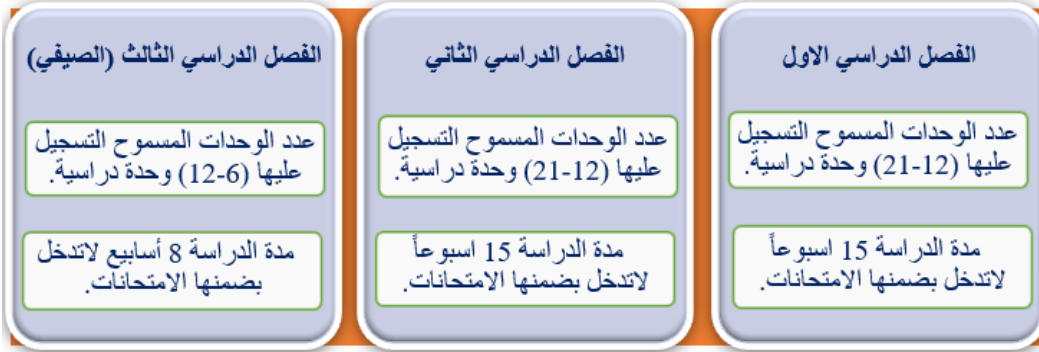 الفصل الدراسي الاول
عدد الوحدات المسموح التسجيل
عليها (12-21) وحدة دراسية.
مدة الدراسة 15 اسبوعاً
لاتدخل بضمنها الامتحانات.
الفصل الدراسي الثاني
عدد الوحدات المسموح التسجيل
عليها (12-21) وحدة دراسية.
مدة الدراسة 15 اسبوعاً
لاتدخل بضمنها الامتحانات.
الفصل الدراسي الثالث (الصيفي)
عدد الوحدات المسموح التسجيل
عليها (6-12) وحدة دراسية.
مدة الدراسة 8 أسابيع لاتدخل
بضمنها الامتحانات.